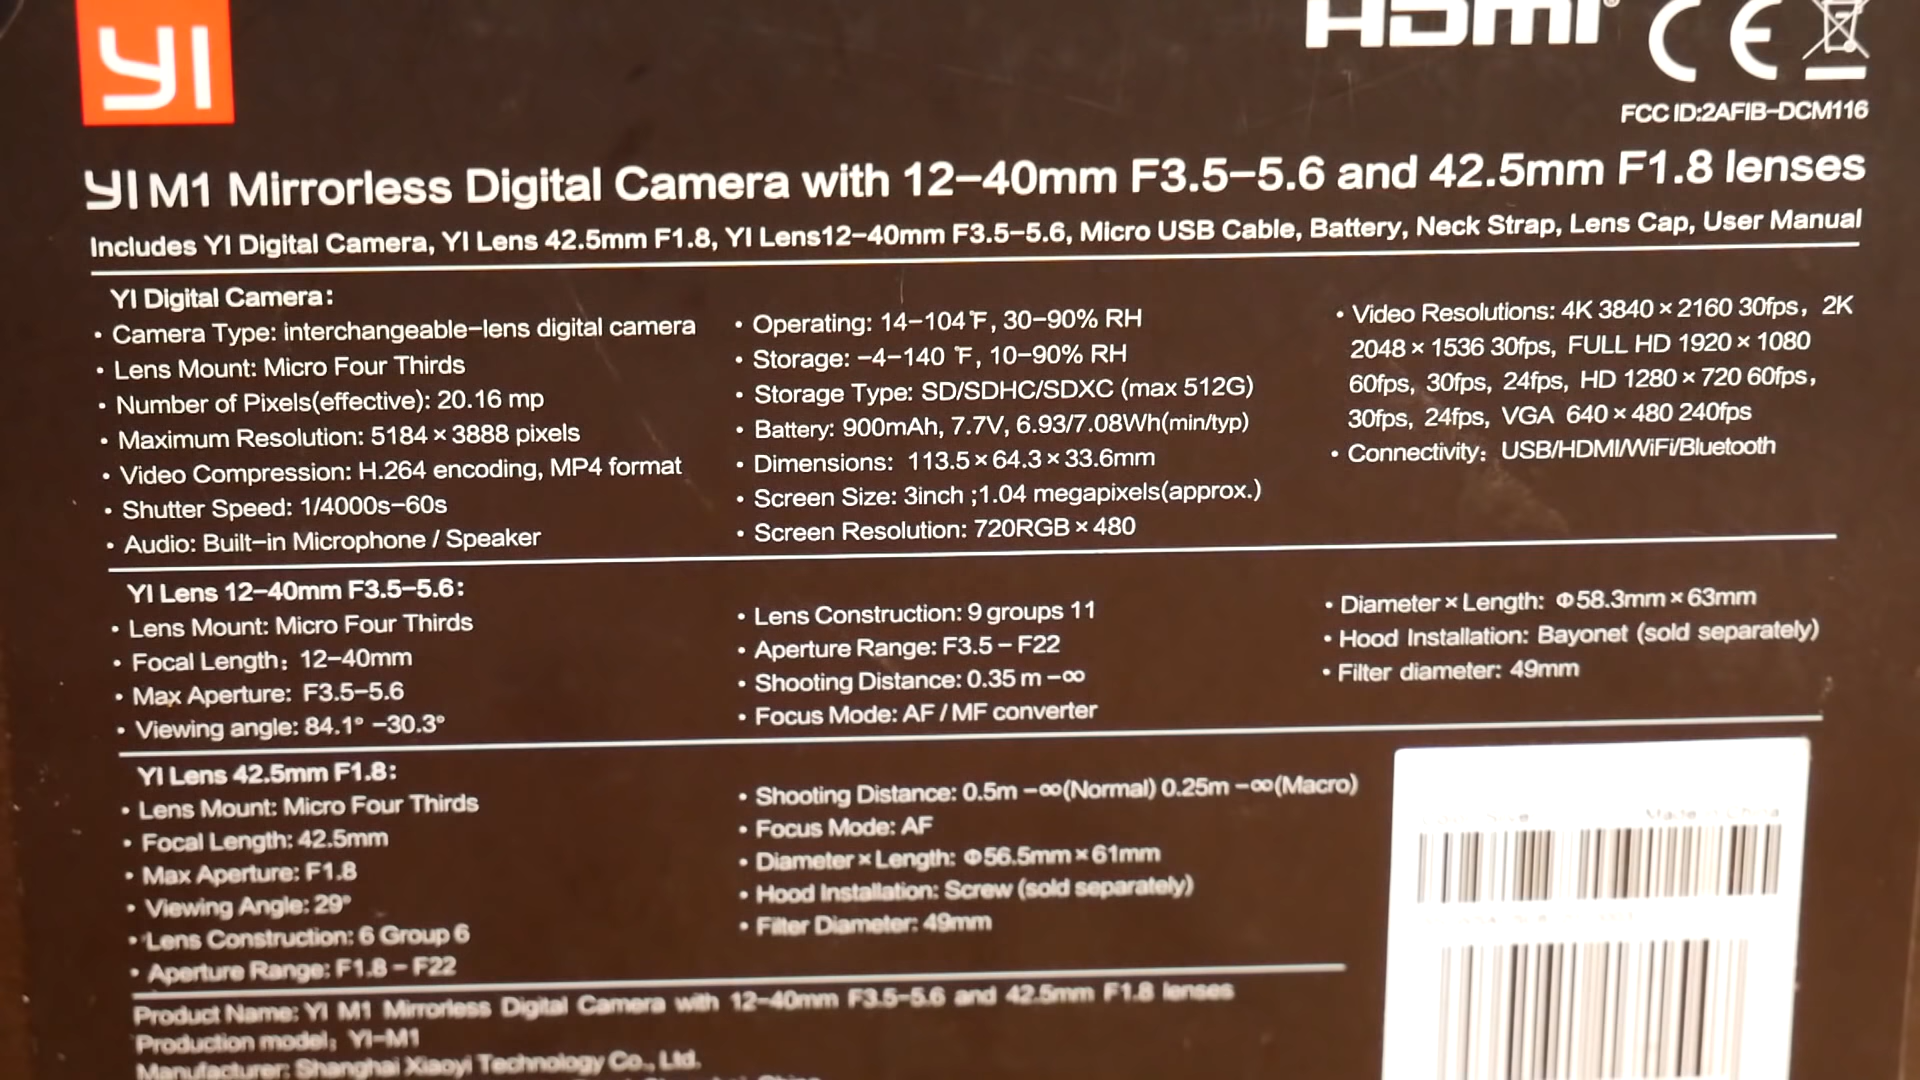 YI
HDMI
CE
FCC ID:2AFIB-DCM116
YI M1 Mirrorless Digital Camera with 12-40mm F3.5-5.6 and 42.5mm F1.8 lenses
Includes YI Digital Camera, YI Lens 42.5mm F1.8, YI Lens12-40mm F3.5-5.6, Micro USB Cable, Battery, Neck Strap, Lens Cap, User Manual
YI Digital Camera:
• Camera Type: interchangeable-lens digital camera
• Lens Mount: Micro Four Thirds
• Number of Pixels(effective): 20.16 mp
• Maximum Resolution: 5184 × 3888 pixels
• Video Compression: H.264 encoding, MP4 format
• Shutter Speed: 1/4000s-60s
• Audio: Built-in Microphone / Speaker
• Operating: 14-104℉, 30-90% RH
• Storage: -4-140 ℉, 10-90% RH
• Storage Type: SD/SDHC/SDXC (max 512G)
• Battery: 900mAh, 7.7V, 6.93/7.08Wh(min/typ)
• Dimensions: 113.5 × 64.3 × 33.6mm
• Screen Size: 3inch ;1.04 megapixels(approx.)
• Screen Resolution: 720RGB × 480
• Video Resolutions: 4K 3840 × 2160 30fps, 2K
2048 × 1536 30fps, FULL HD 1920 × 1080
60fps, 30fps, 24fps, HD 1280 × 720 60fps,
30fps, 24fps, VGA 640 × 480 240fps
• Connectivity: USB/HDMI/WiFi/Bluetooth
YI Lens 12-40mm F3.5-5.6:
• Lens Mount: Micro Four Thirds
• Focal Length: 12-40mm
• Max Aperture: F3.5-5.6
• Viewing angle: 84.1° -30.3°
• Lens Construction: 9 groups 11
• Aperture Range: F3.5 - F22
• Shooting Distance: 0.35 m -∞
• Focus Mode: AF / MF converter
• Diameter × Length: Φ58.3mm × 63mm
• Hood Installation: Bayonet (sold separately)
• Filter diameter: 49mm
YI Lens 42.5mm F1.8:
• Lens Mount: Micro Four Thirds
• Focal Length: 42.5mm
• Max Aperture: F1.8
• Viewing Angle: 29°
• Lens Construction: 6 Group 6
• Aperture Range: F1.8 - F22
• Shooting Distance: 0.5m -∞(Normal) 0.25m -∞(Macro)
• Focus Mode: AF
• Diameter × Length: Φ56.5mm × 61mm
• Hood Installation: Screw (sold separately)
• Filter Diameter: 49mm
Product Name: YI M1 Mirrorless Digital Camera with 12-40mm F3.5-5.6 and 42.5mm F1.8 lenses
Production model: YI-M1
Manufacturer: Shanghai Xiaoyi Technology Co., Ltd.